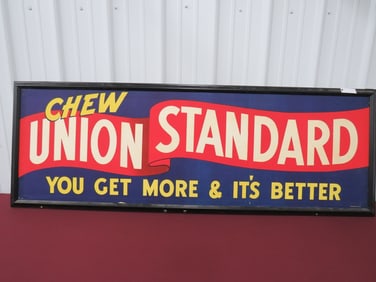 CHEW
UNION STANDARD
YOU GET MORE & IT'S BETTER